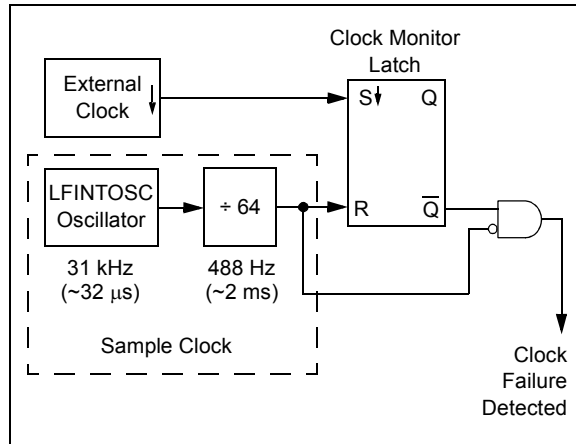 Clock Monitor
Latch
External
Clock
S
Q
LFINTOSC
Oscillator
÷ 64
R
Q
31 kHz
(~32 μs)
488 Hz
(~2 ms)
Sample Clock
Clock
Failure
Detected